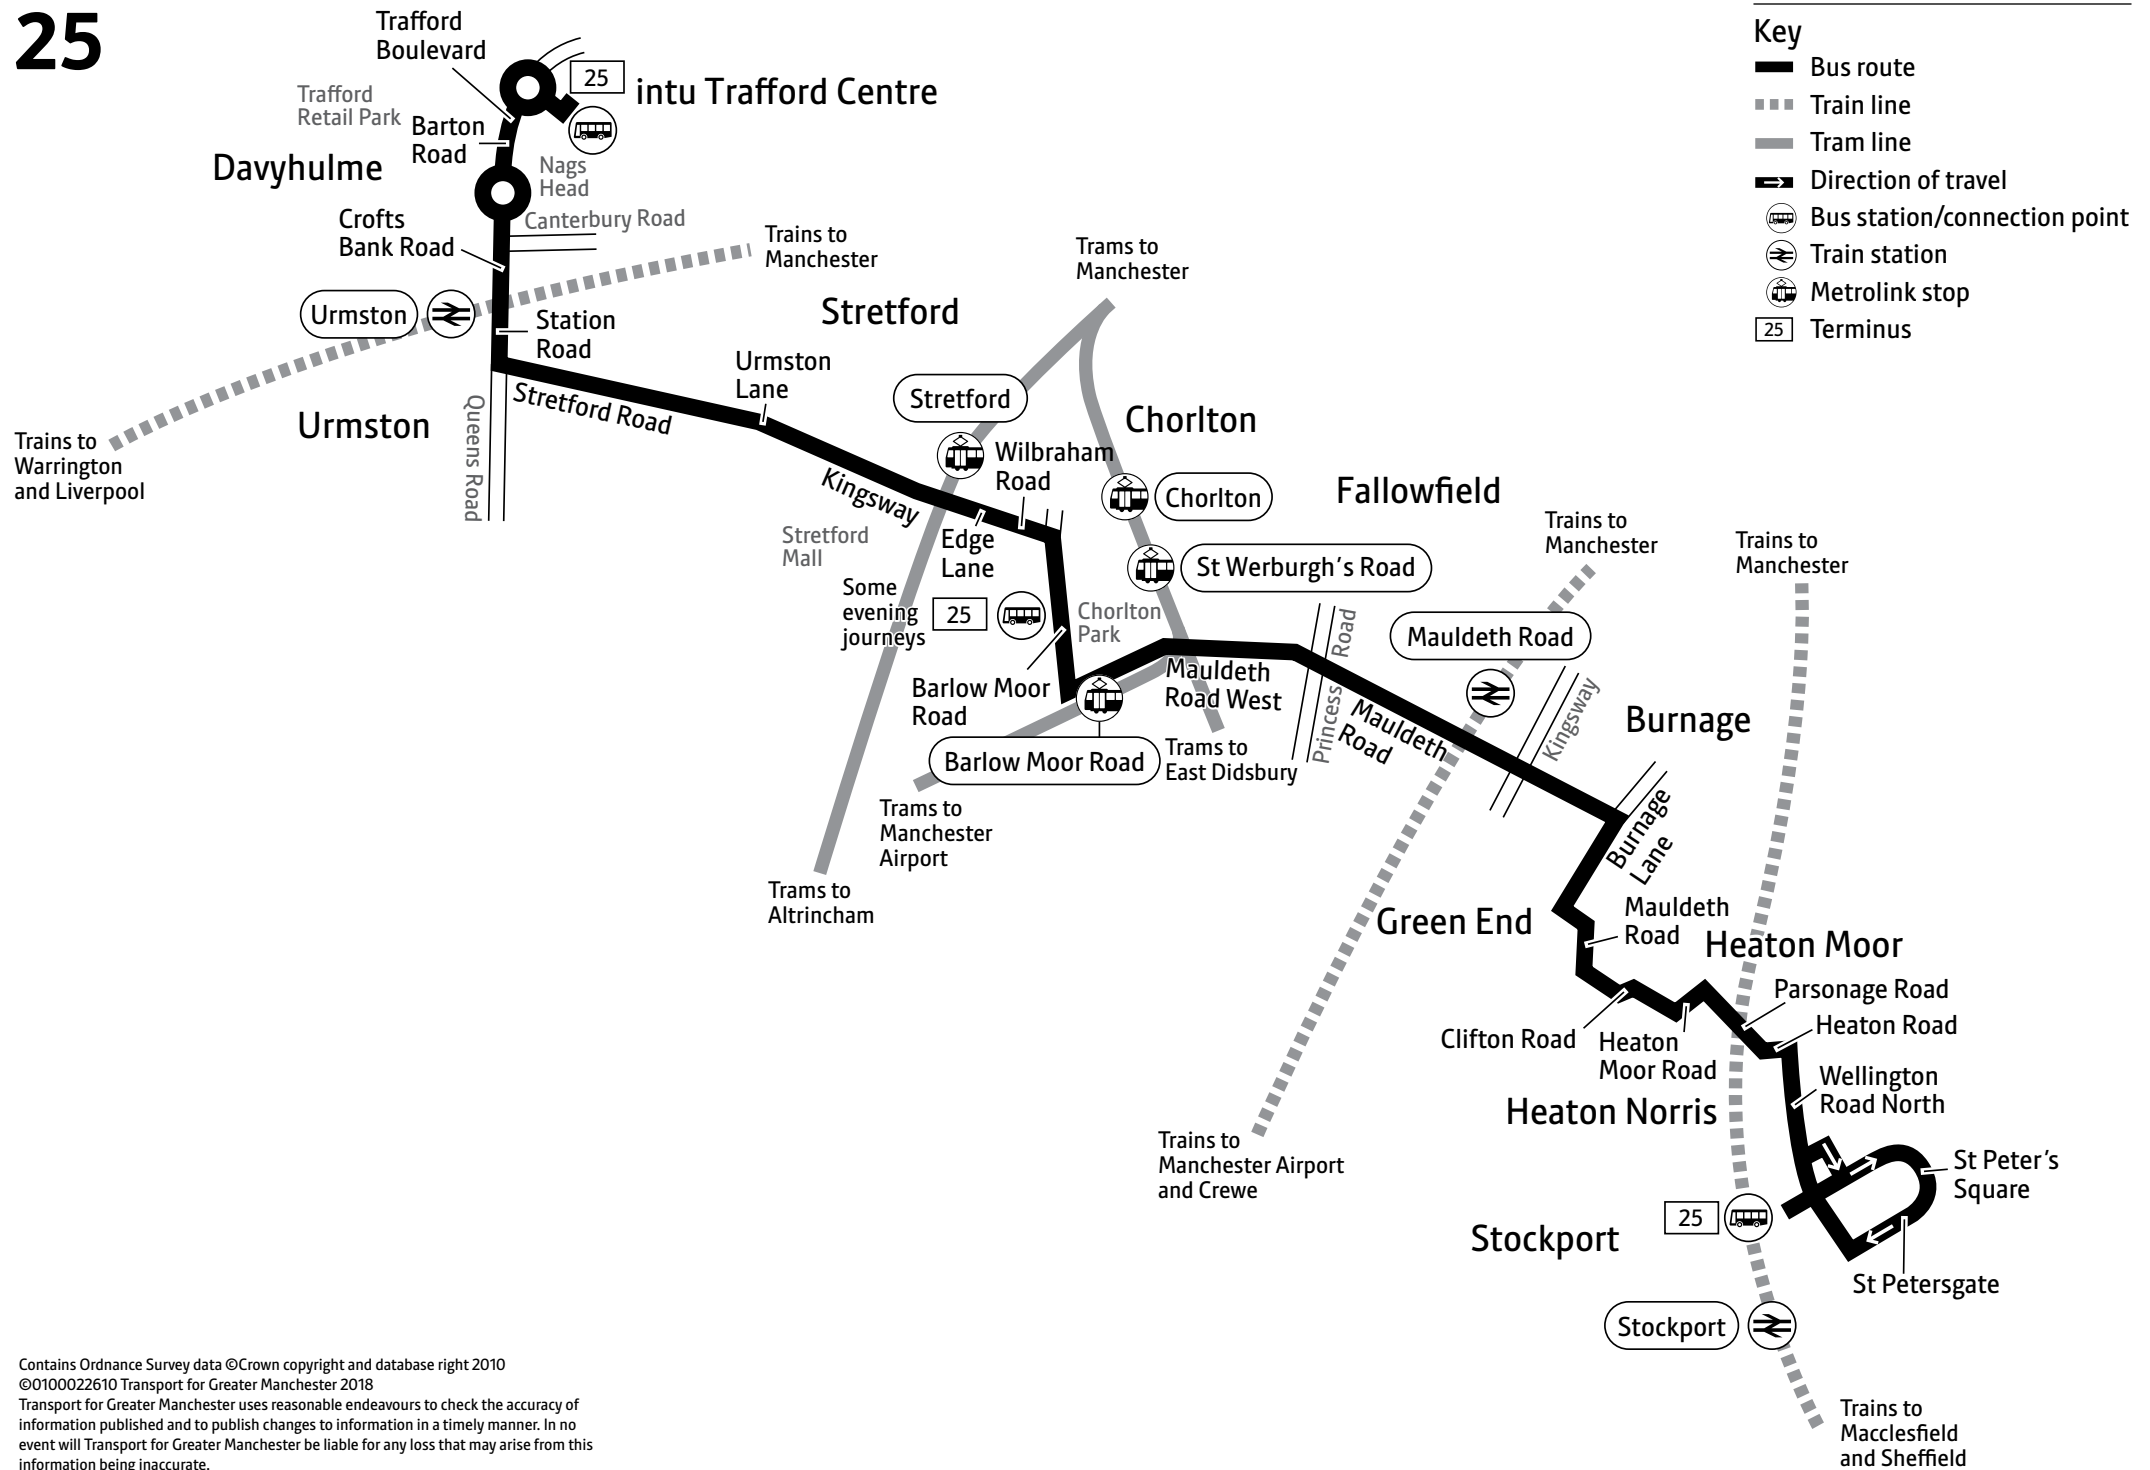 25
Trafford
Boulevard
25
intu Trafford Centre
Trafford
Retail Park
Barton
Road
Davyhulme
Nags
Head
Crofts
Bank Road
Canterbury Road
Trains to
Manchester
Urmston
Station
Road
Trains to
Warrington
and Liverpool
Urmston
Queens Road
Stretford Road
Urmston
Lane
Stretford
Trams to
Manchester
Stretford
Kingsway
Wilbraham
Road
Chorlton
Chorlton
Stretford
Mall
Edge
Lane
St Werburgh's Road
Some
evening
journeys
25
Chorlton
Park
Barlow Moor
Road
Barlow Moor Road
Mauldeth
Road West
Trams to
East Didsbury
Trams to
Manchester
Airport
Trams to
Altrincham
Fallowfield
Princess Road
Mauldeth
Road
Trains to
Manchester
Mauldeth Road
Kingsway
Trains to
Manchester
Burnage
Burnage
Lane
Green End
Mauldeth
Road
Heaton Moor
Parsonage Road
Heaton Road
Clifton Road
Heaton
Moor Road
Wellington
Road North
Heaton Norris
Trains to
Manchester Airport
and Crewe
St Peter's
Square
25
Stockport
St Petersgate
Stockport
Trains to
Macclesfield
and Sheffield
Key
Bus route
Train line
Tram line
Direction of travel
Bus station/connection point
Train station
Metrolink stop
25 Terminus
Contains Ordnance Survey data ©Crown copyright and database right 2010
©0100022610 Transport for Greater Manchester 2018
Transport for Greater Manchester uses reasonable endeavours to check the accuracy of
information published and to publish changes to information in a timely manner. In no
event will Transport for Greater Manchester be liable for any loss that may arise from this
information being inaccurate.